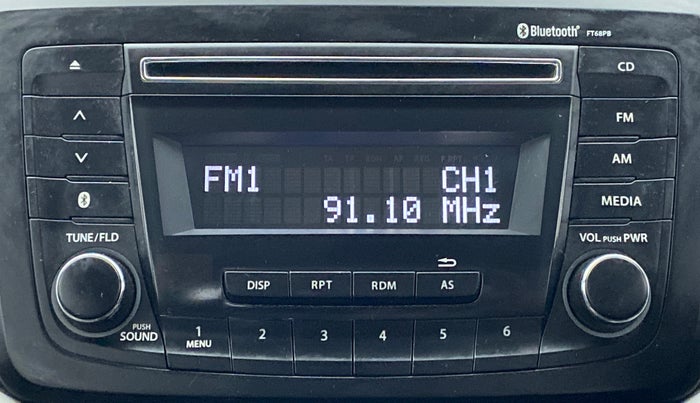 Bluetooth® FT68PB
CD
FM
AM
MEDIA
FM1 CH1
91.10 MHz
TUNE/FLD
VOL PUSH PWR
DISP RPT RDM AS
PUSH SOUND
1 MENU 2 3 4 5 6